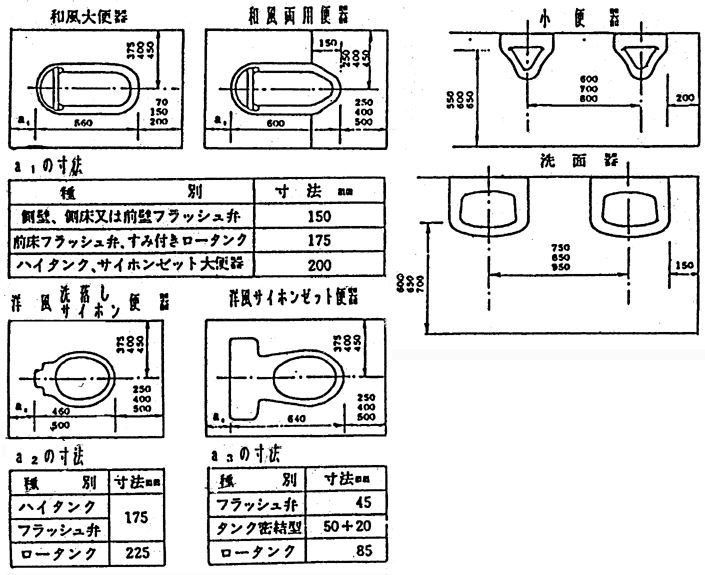 和風大便器
375
400
450
70
150
200
a₁
560
和風両用便器
150
250
400
450
250
400
500
a₁
600
小便器
550
600
650
600
700
800
200
洗面器
750
850
950
600
650
700
150
a₁の寸法
種別 寸法 mm
側壁、側床又は前壁フラッシュ弁 150
前床フラッシュ弁、すみ付きロータンク 175
ハイタンク、サイホンゼット大便器 200
洋風洗落しサイホン便器
375
400
450
250
400
500
a₂
460
500
洋風サイホンゼット便器
375
400
450
250
400
500
a₃
640
a₂の寸法
種別 寸法mm
ハイタンク
フラッシュ弁
175
ロータンク 225
a₃の寸法
種別 寸法mm
フラッシュ弁 45
タンク密結型 50+20
ロータンク 85